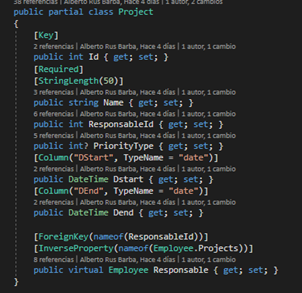 38 referencias | Alberto Rus Barba, Hace 4 días | 1 autor, 2 cambios
public partial class Project
{
[Key]
2 referencias | Alberto Rus Barba, Hace 4 días | 1 autor, 1 cambio
public int Id { get; set; }
[Required]
[StringLength(50)]
3 referencias | Alberto Rus Barba, Hace 4 días | 1 autor, 1 cambio
public string Name { get; set; }
6 referencias | Alberto Rus Barba, Hace 4 días | 1 autor, 1 cambio
public int ResponsableId { get; set; }
5 referencias | Alberto Rus Barba, Hace 4 días | 1 autor, 1 cambio
public int? PriorityType { get; set; }
[Column("DStart", TypeName = "date")]
2 referencias | Alberto Rus Barba, Hace 4 días | 1 autor, 1 cambio
public DateTime Dstart { get; set; }
[Column("DEnd", TypeName = "date")]
2 referencias | Alberto Rus Barba, Hace 4 días | 1 autor, 1 cambio
public DateTime Dend { get; set; }
[ForeignKey(nameof(ResponsableId))]
[InverseProperty(nameof(Employee.Projects))]
8 referencias | Alberto Rus Barba, Hace 4 días | 1 autor, 1 cambio
public virtual Employee Responsable { get; set; }
}